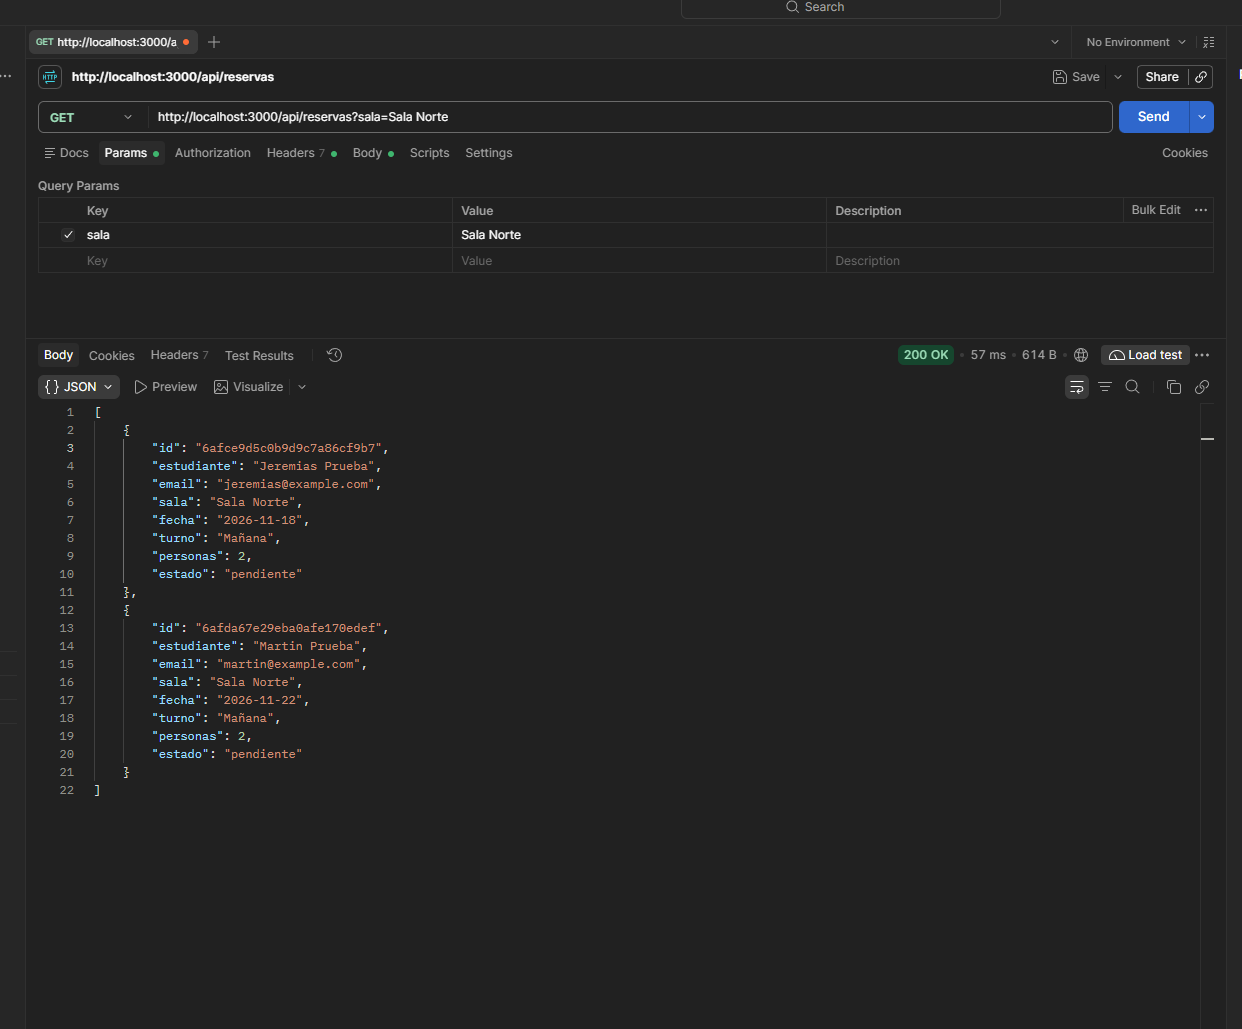 Search
GET http://localhost:3000/a
No Environment
HTTP http://localhost:3000/api/reservas
Save
Share
GET http://localhost:3000/api/reservas?sala=Sala Norte
Send
Docs Params Authorization Headers 7 Body Scripts Settings Cookies
Query Params
Key Value Description Bulk Edit
sala Sala Norte
Key Value Description
Body Cookies Headers 7 Test Results 200 OK 57 ms 614 B Load test
{} JSON Preview Visualize
1 [
2 {
3 "id": "6afce9d5c0b9d9c7a86cf9b7",
4 "estudiante": "Jeremias Prueba",
5 "email": "jeremias@example.com",
6 "sala": "Sala Norte",
7 "fecha": "2026-11-18",
8 "turno": "Mañana",
9 "personas": 2,
10 "estado": "pendiente"
11 },
12 {
13 "id": "6afda67e29eba0afe170edef",
14 "estudiante": "Martin Prueba",
15 "email": "martin@example.com",
16 "sala": "Sala Norte",
17 "fecha": "2026-11-22",
18 "turno": "Mañana",
19 "personas": 2,
20 "estado": "pendiente"
21 }
22 ]